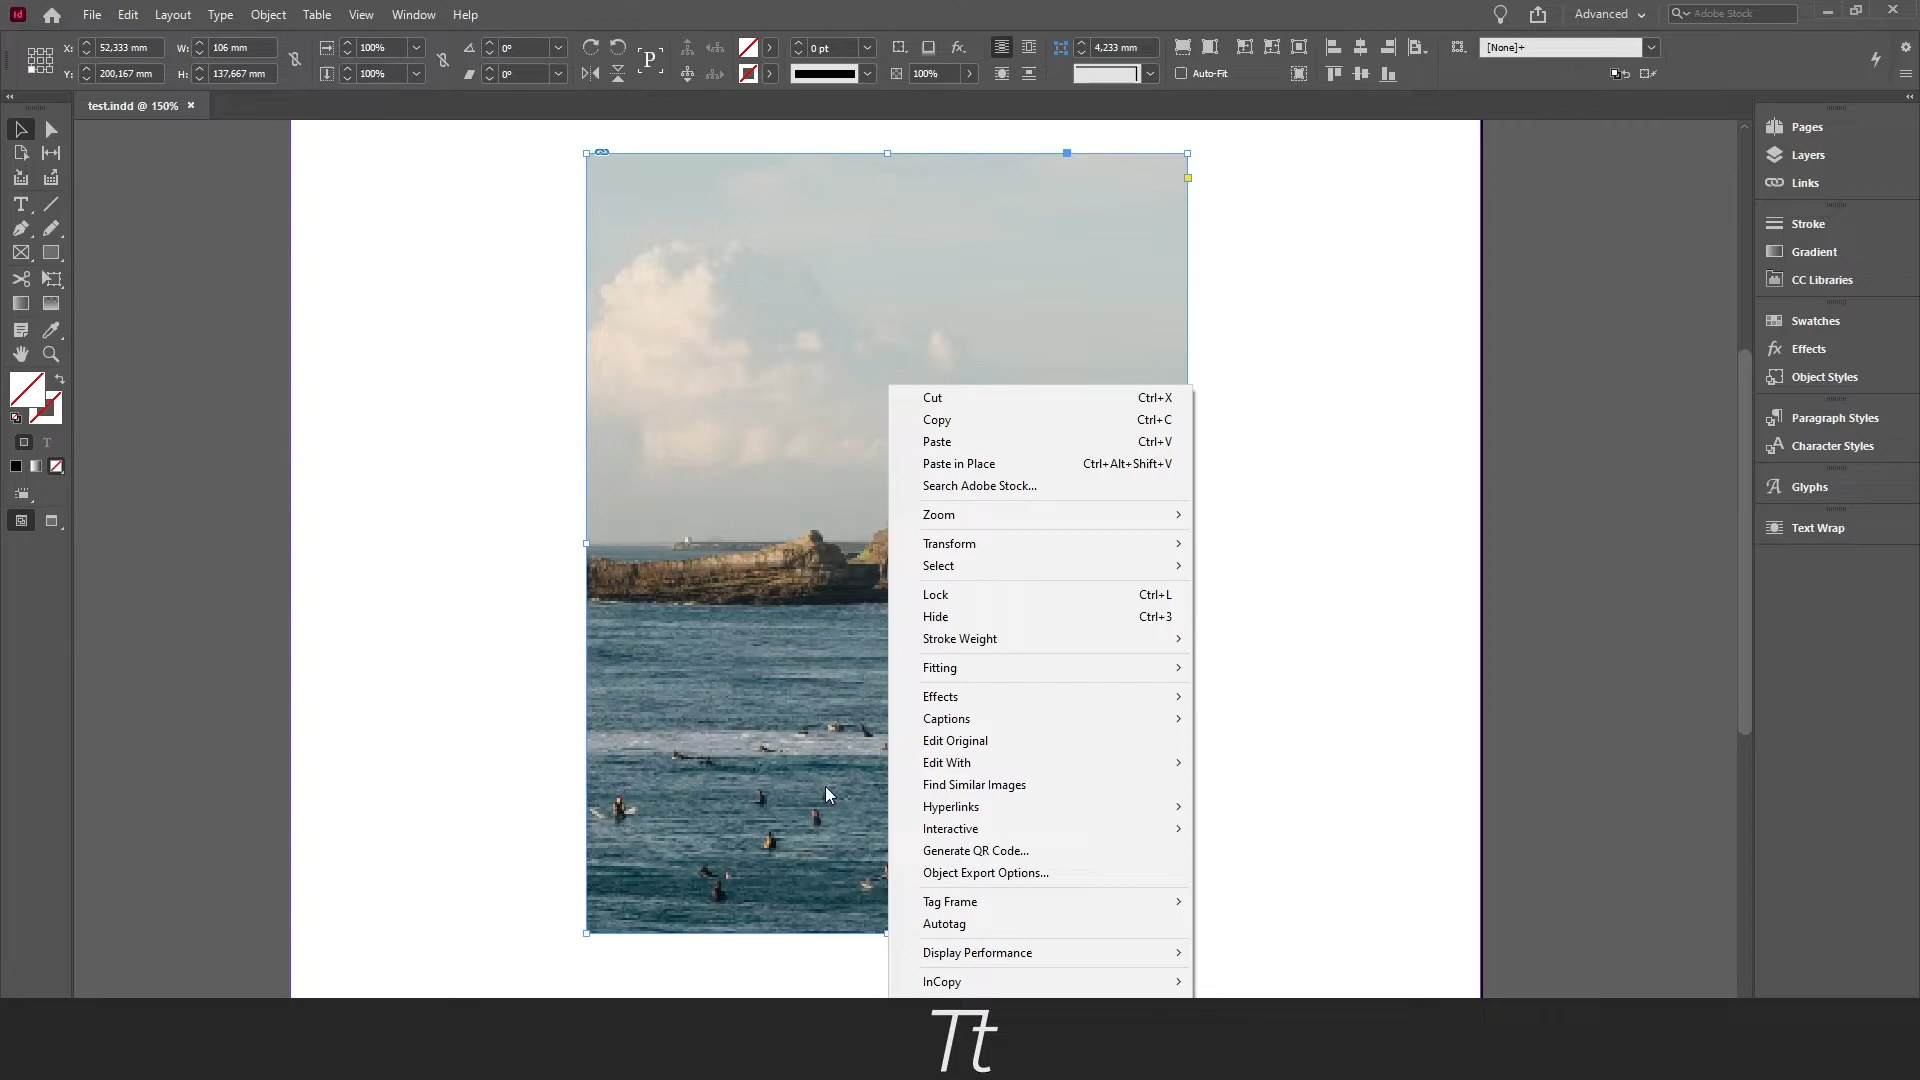 Id File Edit Layout Type Object Table View Window Help Advanced Adobe Stock
X: 52,333 mm W: 106 mm 100% 0° P 0 pt fx. 4,233 mm [None]+
Y: 200,167 mm H: 137,667 mm 100% 0° 100% Auto-Fit
test.indd @ 150% ×
Pages
Layers
Links
Stroke
Gradient
CC Libraries
Swatches
fx Effects
Object Styles
Paragraph Styles
Character Styles
Glyphs
Text Wrap
T
T
Cut Ctrl+X
Copy Ctrl+C
Paste Ctrl+V
Paste in Place Ctrl+Alt+Shift+V
Search Adobe Stock...
Zoom
Transform
Select
Lock Ctrl+L
Hide Ctrl+3
Stroke Weight
Fitting
Effects
Captions
Edit Original
Edit With
Find Similar Images
Hyperlinks
Interactive
Generate QR Code...
Object Export Options...
Tag Frame
Autotag
Display Performance
InCopy
Tt